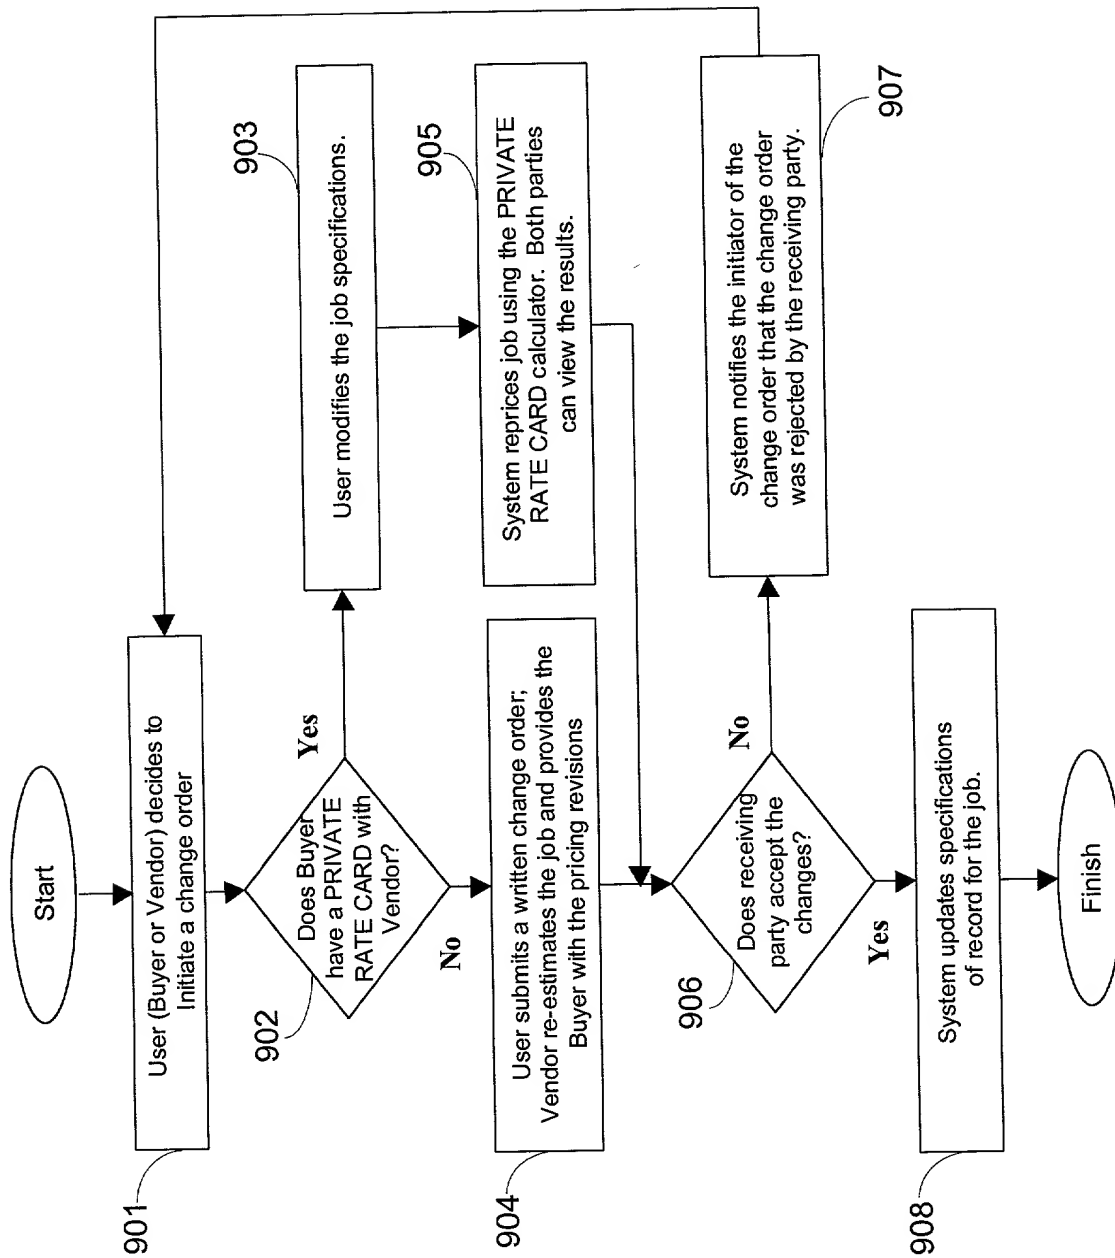 Start
901
User (Buyer or Vendor) decides to
Initiate a change order
902
Does Buyer
have a PRIVATE
RATE CARD with
Vendor?
Yes
No
903
User modifies the job specifications.
904
User submits a written change order;
Vendor re-estimates the job and provides the
Buyer with the pricing revisions
905
System reprices job using the PRIVATE
RATE CARD calculator. Both parties
can view the results.
906
Does receiving
party accept the
changes?
No
Yes
907
System notifies the initiator of the
change order that the change order
was rejected by the receiving party.
908
System updates specifications
of record for the job.
Finish